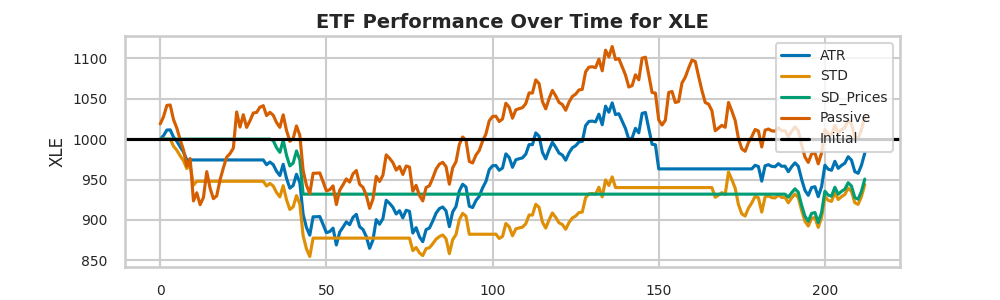 ETF Performance Over Time for XLE
XLE
1100
1050
1000
950
900
850
ATR
STD
SD_Prices
Passive
Initial
0
50
100
150
200